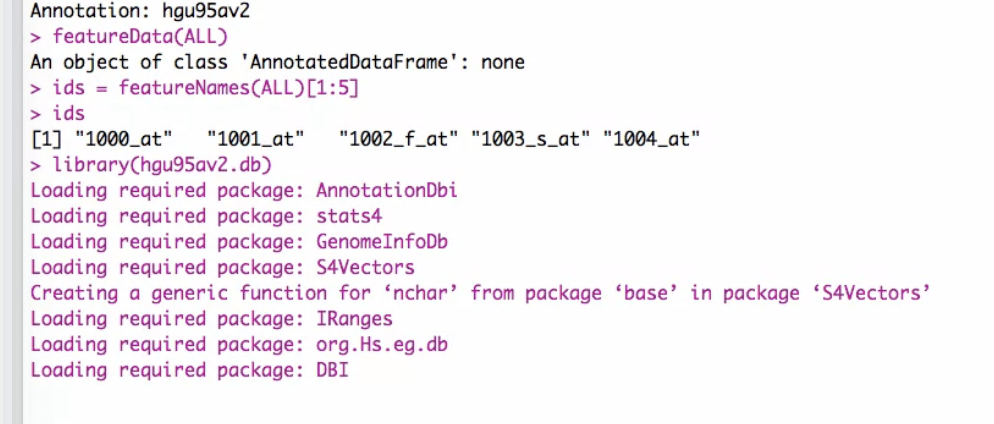 Annotation: hgu95av2
> featureData(ALL)
An object of class 'AnnotatedDataFrame': none
> ids = featureNames(ALL)[1:5]
> ids
[1] "1000_at"   "1001_at"   "1002_f_at" "1003_s_at" "1004_at"
> library(hgu95av2.db)
Loading required package: AnnotationDbi
Loading required package: stats4
Loading required package: GenomeInfoDb
Loading required package: S4Vectors
Creating a generic function for ‘nchar’ from package ‘base’ in package ‘S4Vectors’
Loading required package: IRanges
Loading required package: org.Hs.eg.db
Loading required package: DBI